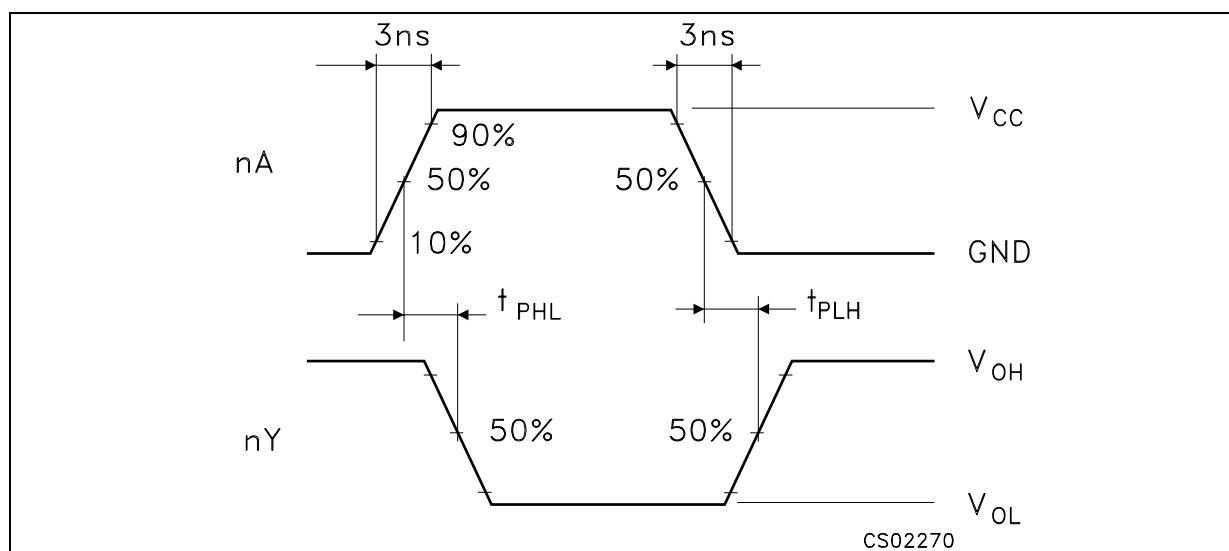 3ns 3ns
V_CC
90%
nA
50% 50%
10%
GND
t_PHL t_PLH
V_OH
50% 50%
nY
V_OL
CS02270